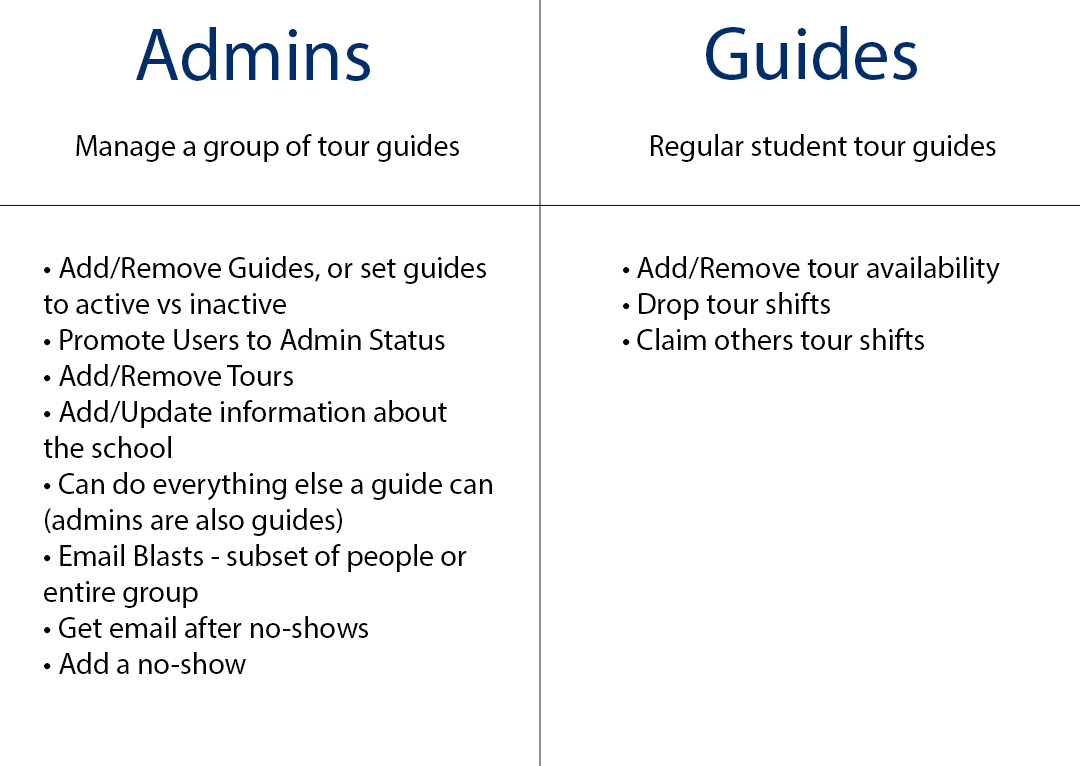 Admins
Manage a group of tour guides
• Add/Remove Guides, or set guides
to active vs inactive
• Promote Users to Admin Status
• Add/Remove Tours
• Add/Update information about
the school
• Can do everything else a guide can
(admins are also guides)
• Email Blasts - subset of people or
entire group
• Get email after no-shows
• Add a no-show
Guides
Regular student tour guides
• Add/Remove tour availability
• Drop tour shifts
• Claim others tour shifts